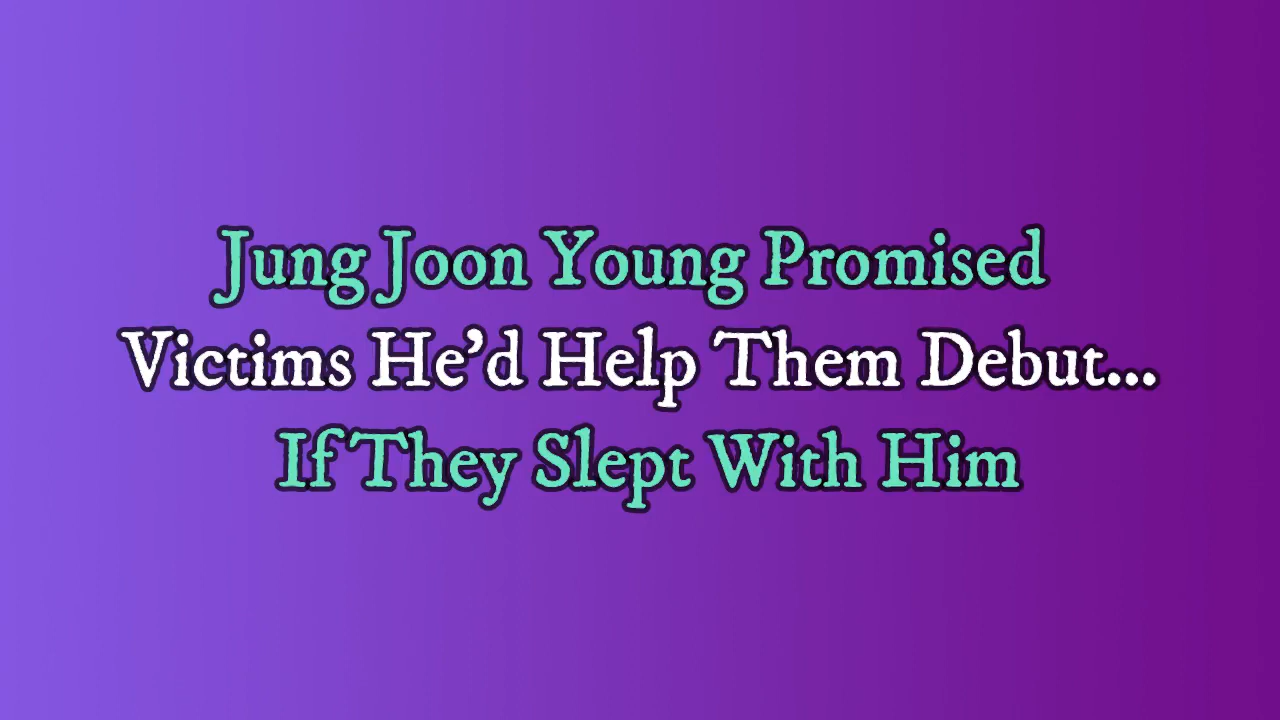 Jung Joon Young Promised
Victims He’d Help Them Debut...
If They Slept With Him